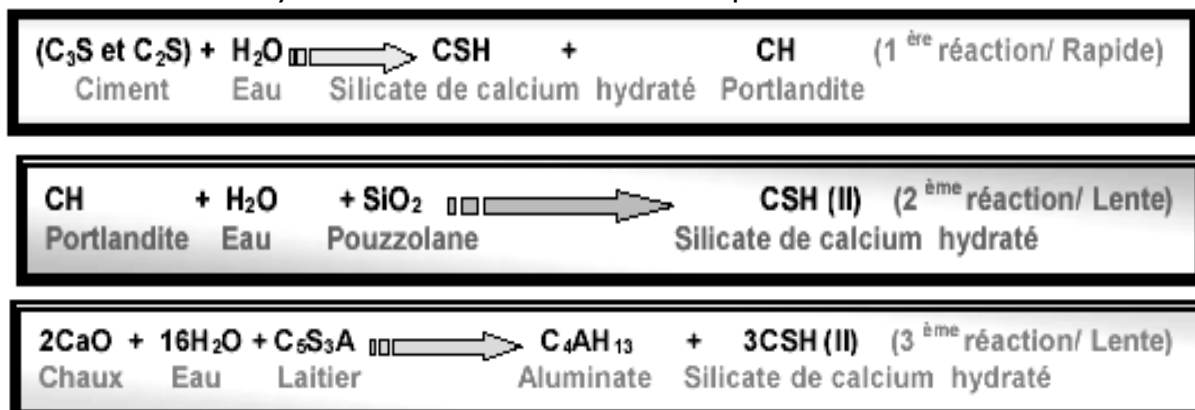 (C₃S et C₂S) + H₂O CSH + CH (1 ère réaction/ Rapide)
Ciment Eau Silicate de calcium hydraté Portlandite
CH + H₂O + SiO₂ CSH (II) (2 ème réaction/ Lente)
Portlandite Eau Pouzzolane Silicate de calcium hydraté
2CaO + 16H₂O + C₅S₃A C₄AH₁₃ + 3CSH (II) (3 ème réaction/ Lente)
Chaux Eau Laitier Aluminate Silicate de calcium hydraté